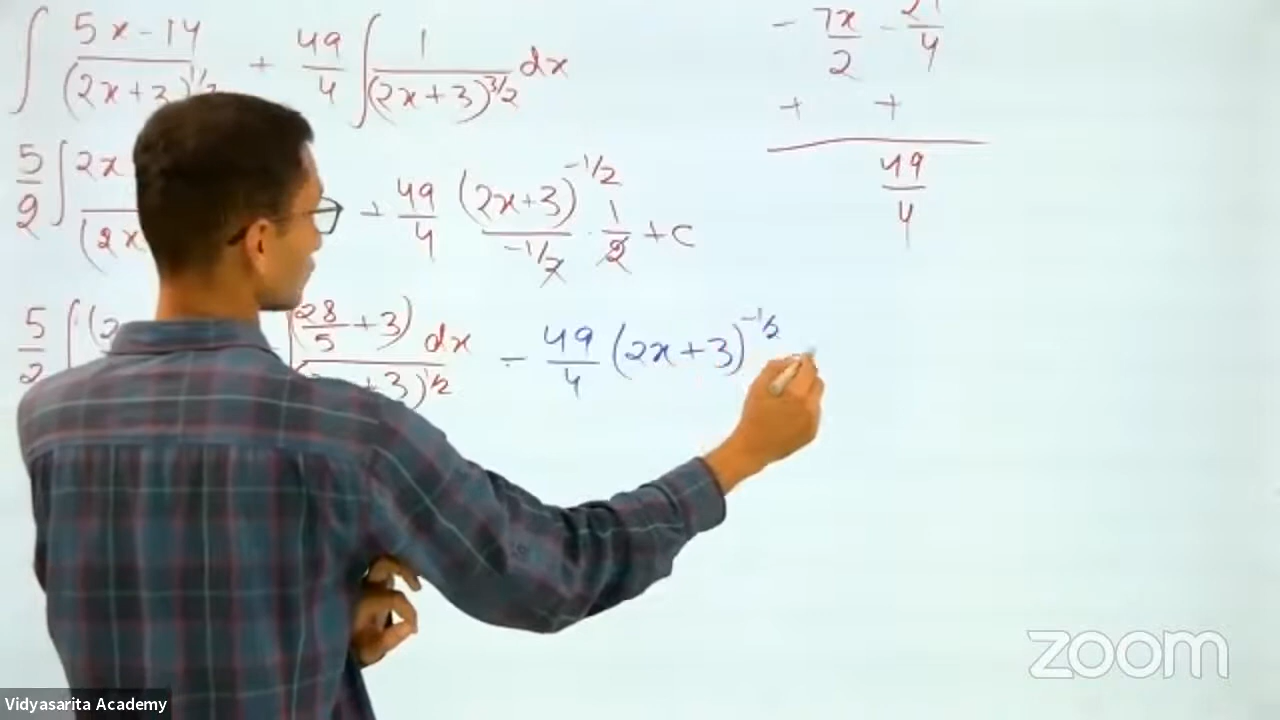 ∫ (5x-14)/(2x+3)^1/2 + 49/4 ∫ 1/(2x+3)^3/2 dx
- 7x/2 - /4
+ +
49/4
5/2 ∫ 2x /(2x + 49/4 (2x+3)^-1/2 / -1/2 · 1/2 + C
5/2 ∫ (2 (28/5 + 3) / + 3)^1/2 dx - 49/4 (2x+3)^-1/2
zoom
Vidyasarita Academy